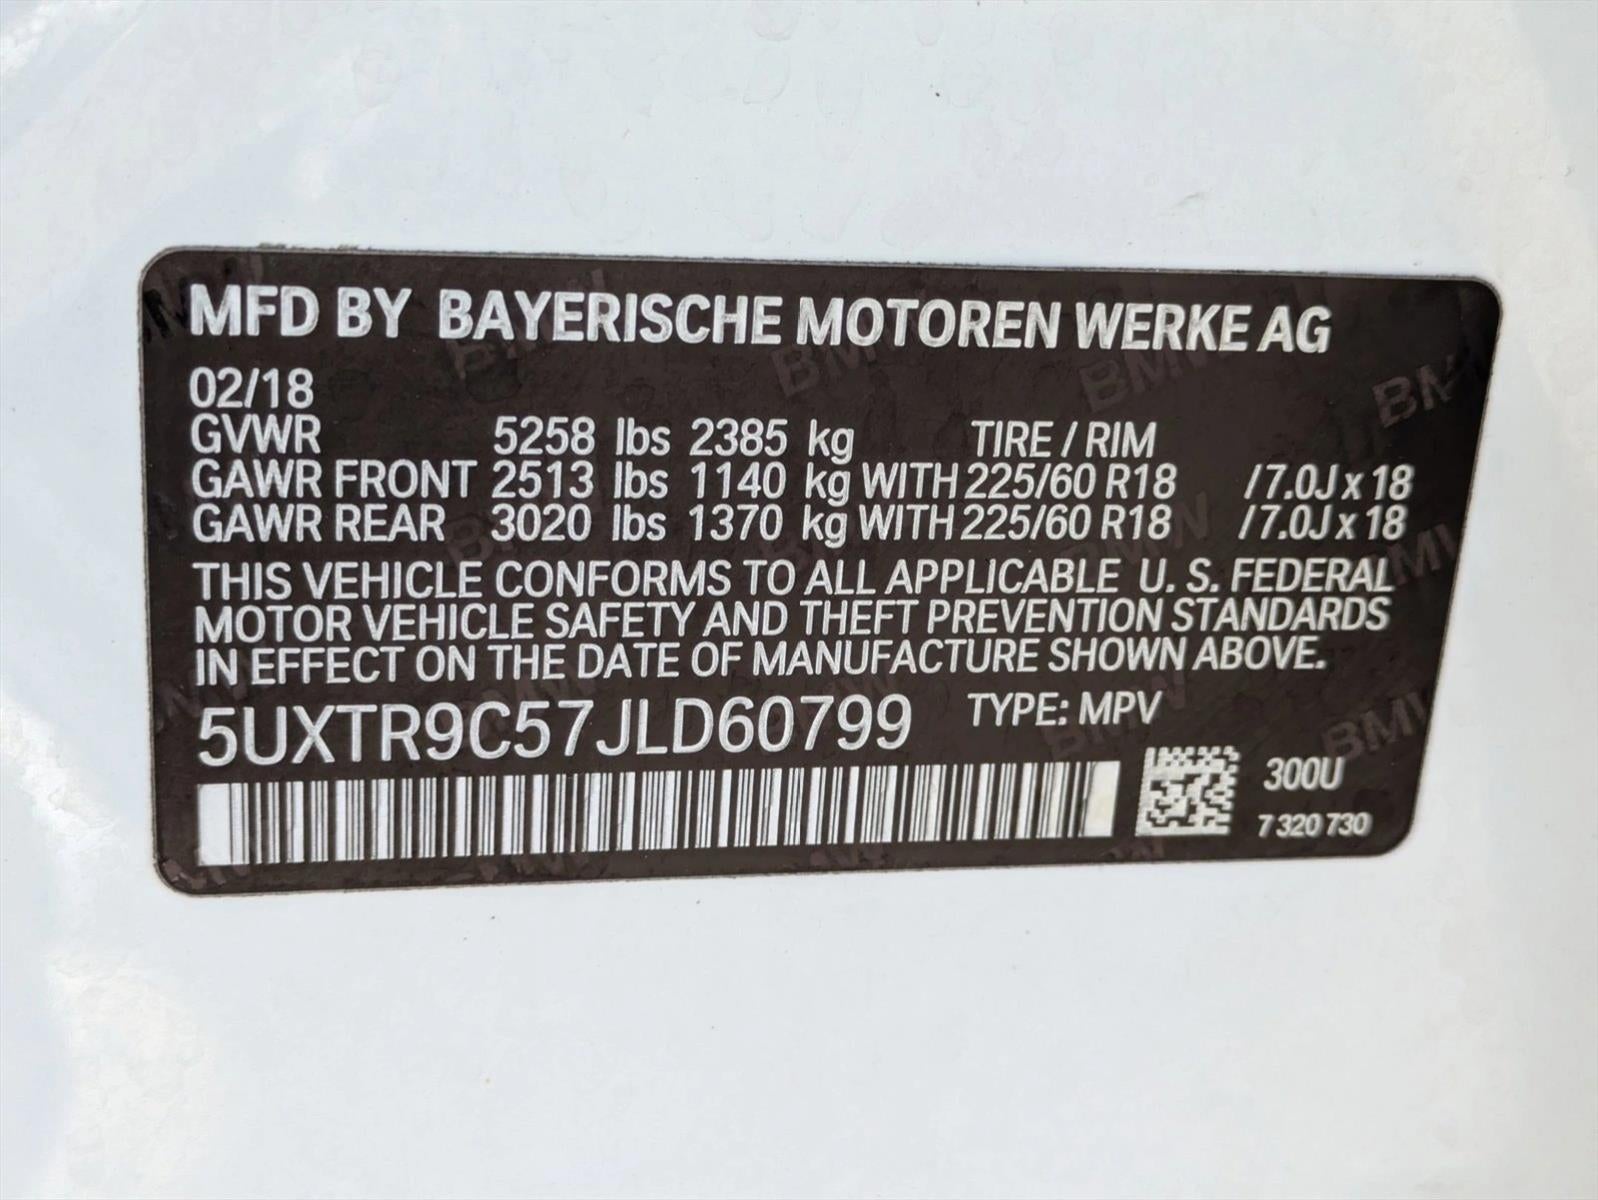 MFD BY BAYERISCHE MOTOREN WERKE AG
02/18
GVWR 5258 lbs 2385 kg TIRE / RIM
GAWR FRONT 2513 lbs 1140 kg WITH 225/60 R18 /7.0J x 18
GAWR REAR 3020 lbs 1370 kg WITH 225/60 R18 /7.0J x 18
THIS VEHICLE CONFORMS TO ALL APPLICABLE U. S. FEDERAL
MOTOR VEHICLE SAFETY AND THEFT PREVENTION STANDARDS
IN EFFECT ON THE DATE OF MANUFACTURE SHOWN ABOVE.
5UXTR9C57JLD60799 TYPE: MPV
300U
7 320 730